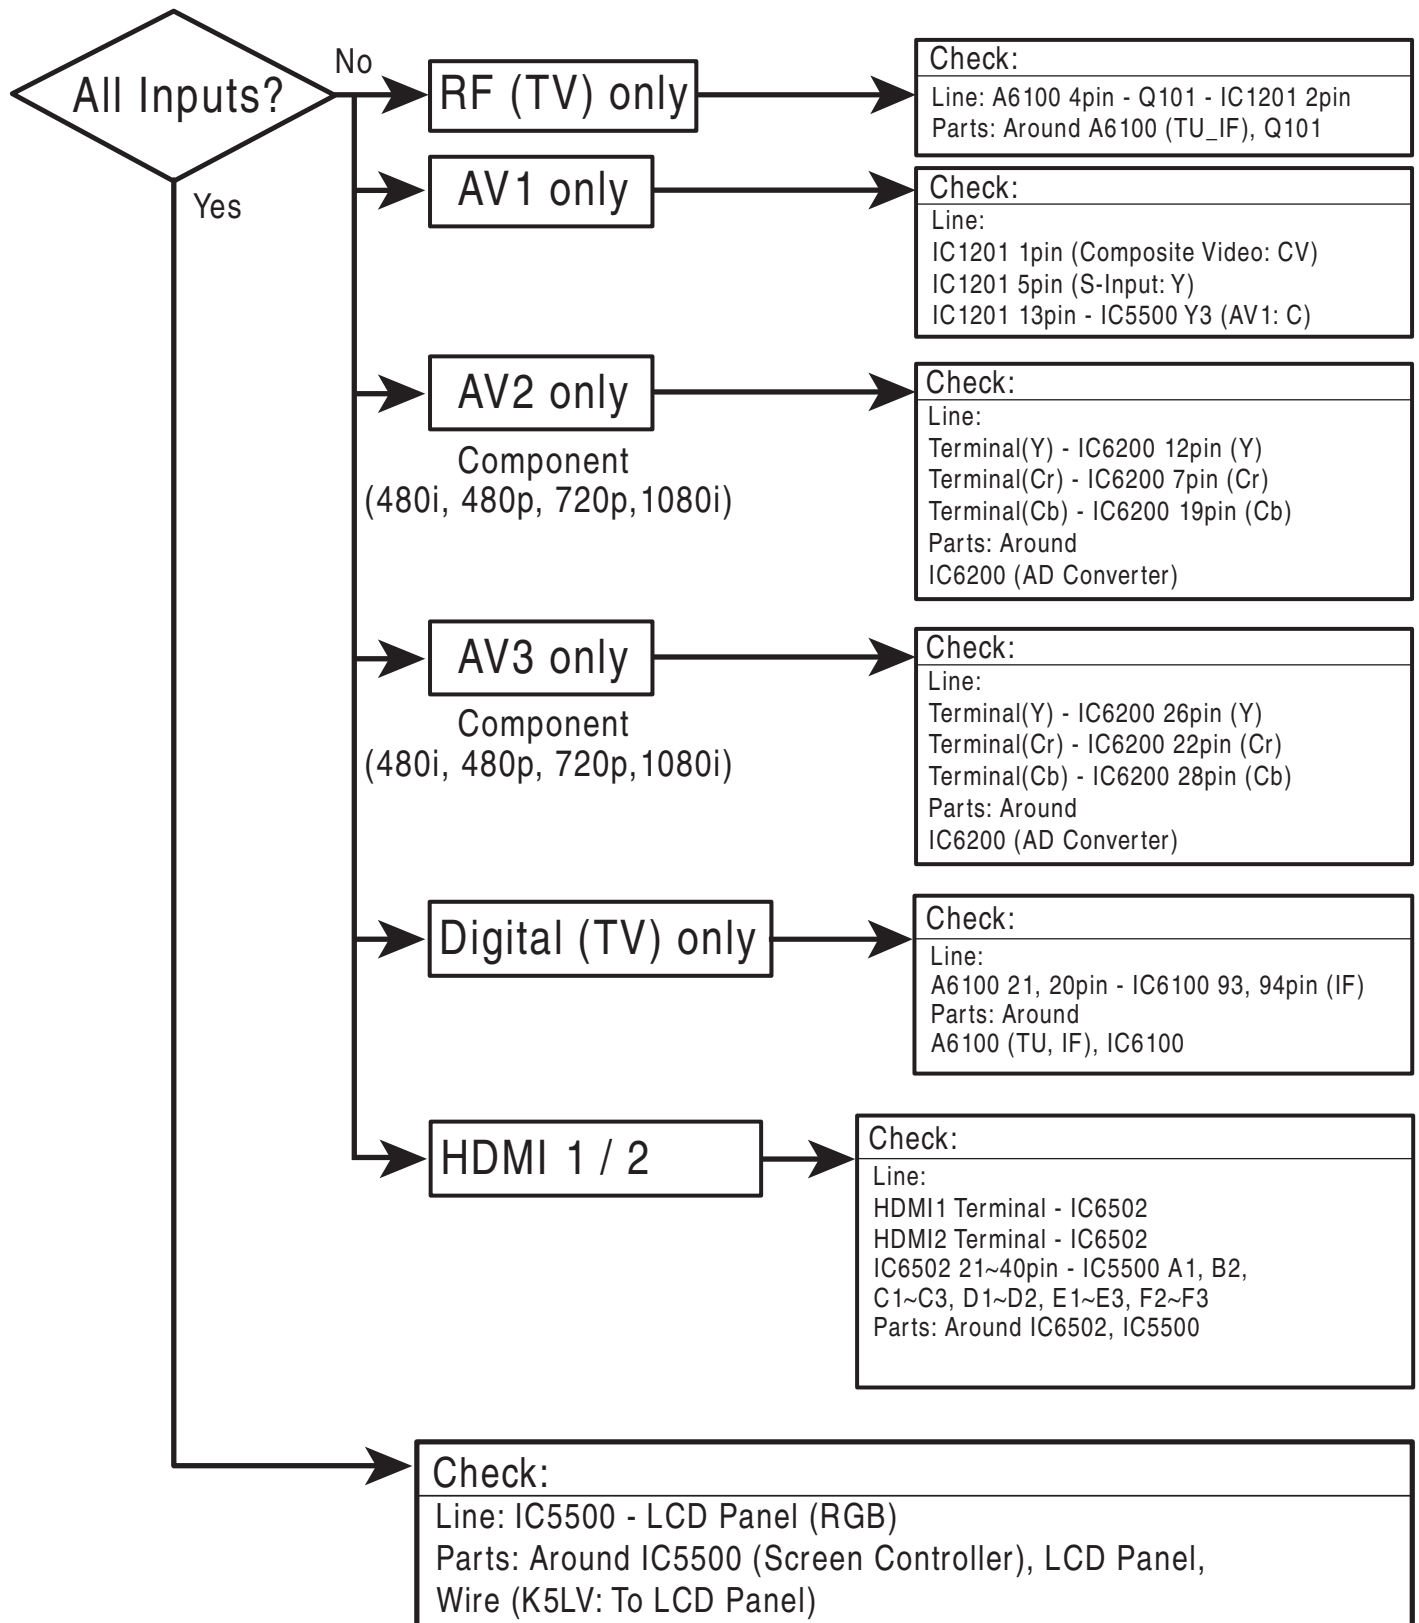 All Inputs?
No
Yes
RF (TV) only
Check:
Line: A6100 4pin - Q101 - IC1201 2pin
Parts: Around A6100 (TU_IF), Q101
AV1 only
Check:
Line:
IC1201 1pin (Composite Video: CV)
IC1201 5pin (S-Input: Y)
IC1201 13pin - IC5500 Y3 (AV1: C)
AV2 only
Component
(480i, 480p, 720p,1080i)
Check:
Line:
Terminal(Y) - IC6200 12pin (Y)
Terminal(Cr) - IC6200 7pin (Cr)
Terminal(Cb) - IC6200 19pin (Cb)
Parts: Around
IC6200 (AD Converter)
AV3 only
Component
(480i, 480p, 720p,1080i)
Check:
Line:
Terminal(Y) - IC6200 26pin (Y)
Terminal(Cr) - IC6200 22pin (Cr)
Terminal(Cb) - IC6200 28pin (Cb)
Parts: Around
IC6200 (AD Converter)
Digital (TV) only
Check:
Line:
A6100 21, 20pin - IC6100 93, 94pin (IF)
Parts: Around
A6100 (TU, IF), IC6100
HDMI 1 / 2
Check:
Line:
HDMI1 Terminal - IC6502
HDMI2 Terminal - IC6502
IC6502 21~40pin - IC5500 A1, B2,
C1~C3, D1~D2, E1~E3, F2~F3
Parts: Around IC6502, IC5500
Check:
Line: IC5500 - LCD Panel (RGB)
Parts: Around IC5500 (Screen Controller), LCD Panel,
Wire (K5LV: To LCD Panel)